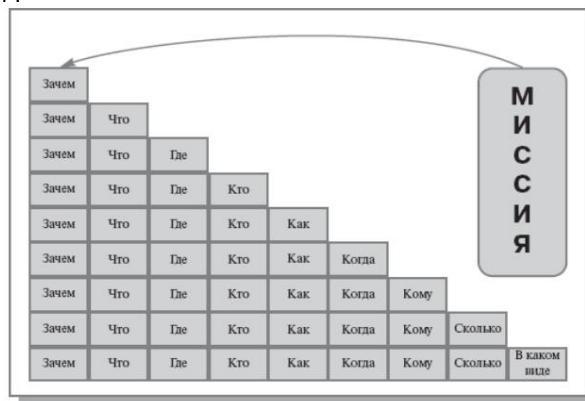 Зачем
Зачем Что
Зачем Что Где
Зачем Что Где Кто
Зачем Что Где Кто Как
Зачем Что Где Кто Как Когда
Зачем Что Где Кто Как Когда Кому
Зачем Что Где Кто Как Когда Кому Сколько
Зачем Что Где Кто Как Когда Кому Сколько В каком виде
МИССИЯ